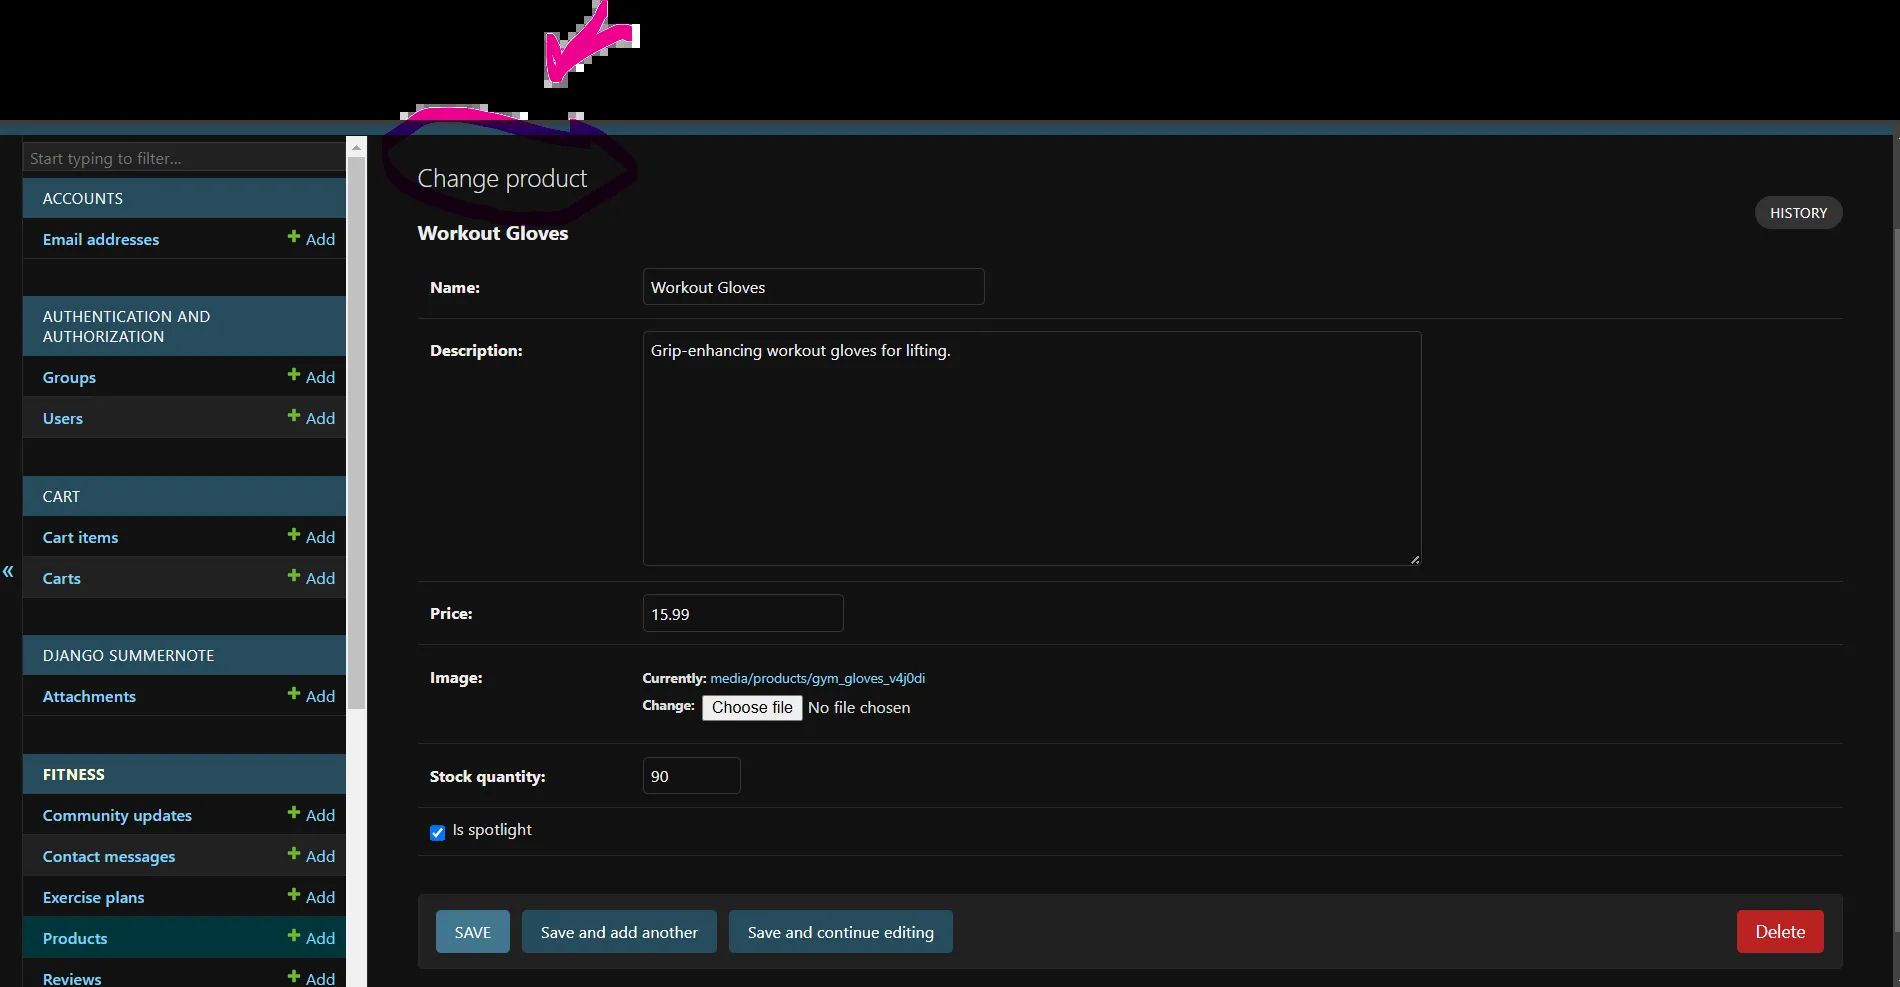 Start typing to filter...
ACCOUNTS
Email addresses
Add
AUTHENTICATION AND
AUTHORIZATION
Groups
Add
Users
Add
CART
Cart items
Add
Carts
Add
«
DJANGO SUMMERNOTE
Attachments
Add
FITNESS
Community updates
Add
Contact messages
Add
Exercise plans
Add
Products
Add
Reviews
Add
Change product
HISTORY
Workout Gloves
Name:
Workout Gloves
Description:
Grip-enhancing workout gloves for lifting.
Price:
15.99
Image:
Currently: media/products/gym_gloves_v4j0di
Change: Choose file No file chosen
Stock quantity:
90
Is spotlight
SAVE
Save and add another
Save and continue editing
Delete